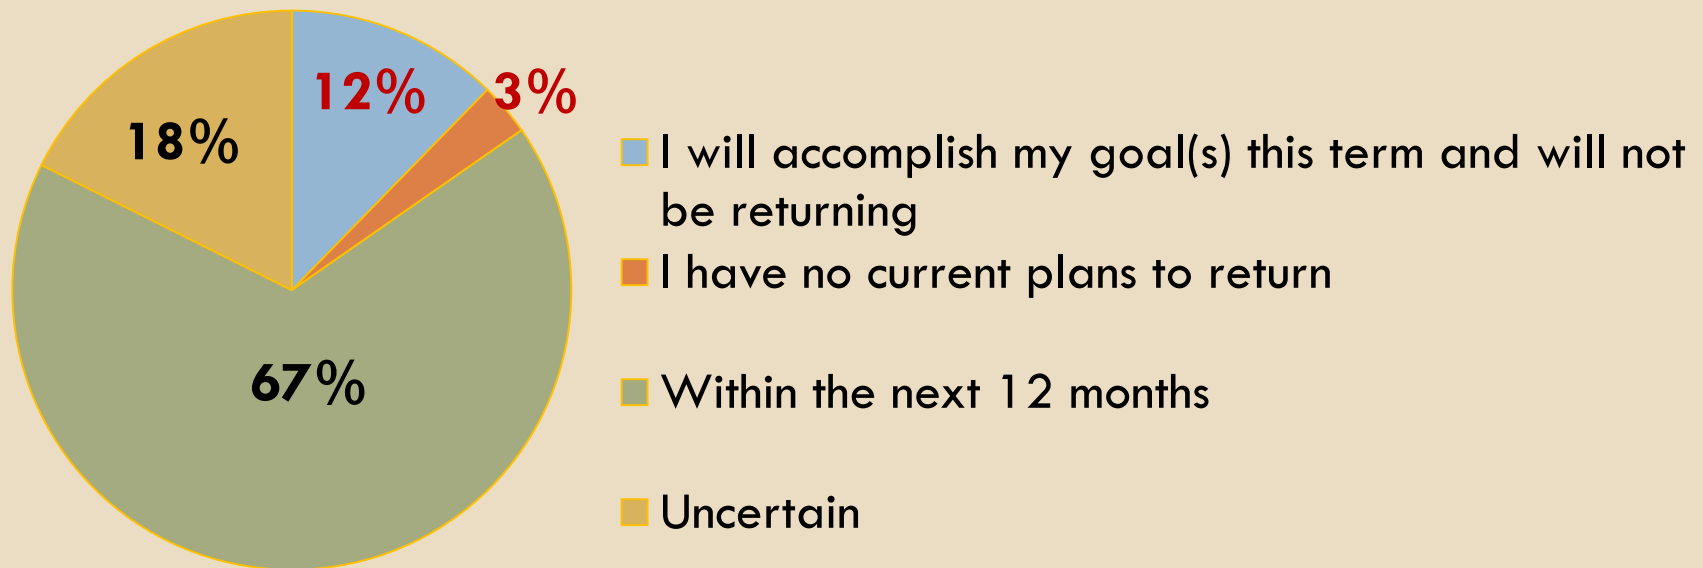 12%
3%
18%
67%
I will accomplish my goal(s) this term and will not
be returning
I have no current plans to return
Within the next 12 months
Uncertain